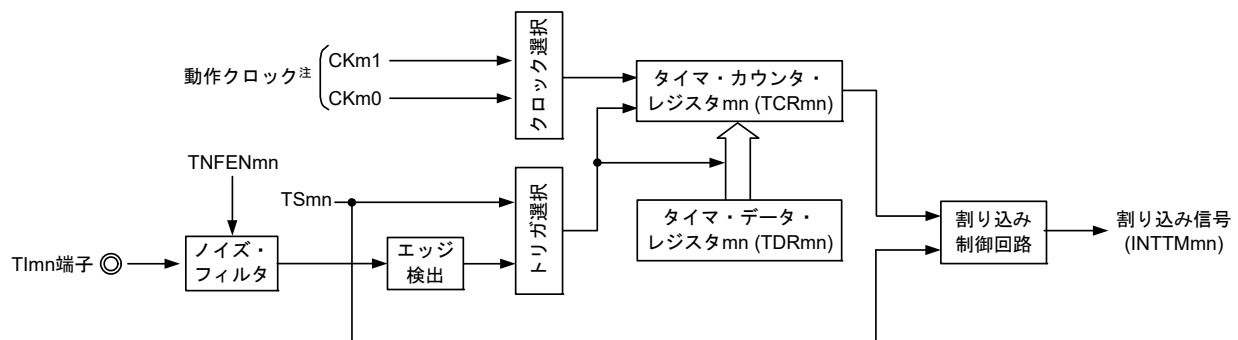 動作クロック注
CKm1
CKm0
クロック選択
タイマ・カウンタ・
レジスタmn (TCRmn)
TNFENmn
TSmn
トリガ選択
タイマ・データ・
レジスタmn (TDRmn)
割り込み
制御回路
割り込み信号
(INTTMmn)
TImn端子
ノイズ・
フィルタ
エッジ
検出